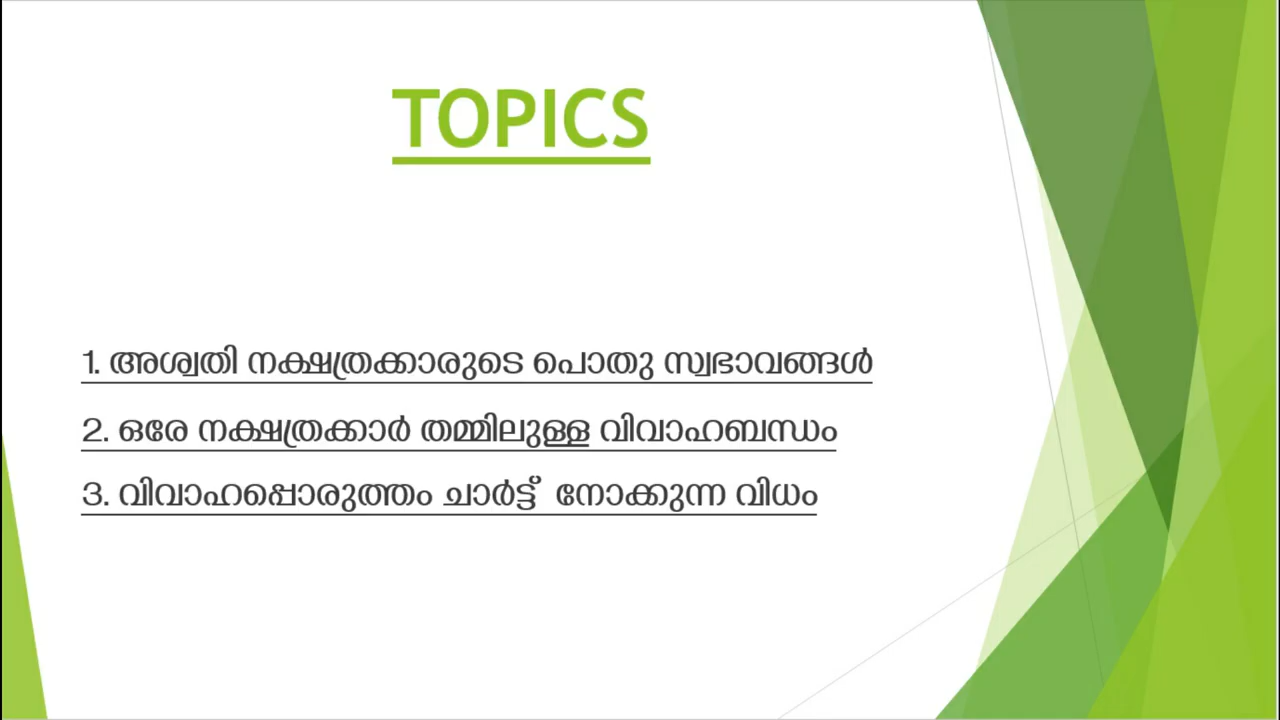 TOPICS
1. അശ്വതി നക്ഷത്രക്കാരുടെ പൊതു സ്വഭാവങ്ങൾ
2. ഒരേ നക്ഷത്രക്കാർ തമ്മിലുള്ള വിവാഹബന്ധം
3. വിവാഹപ്പൊരുത്തം ചാർട്ട് നോക്കുന്ന വിധം